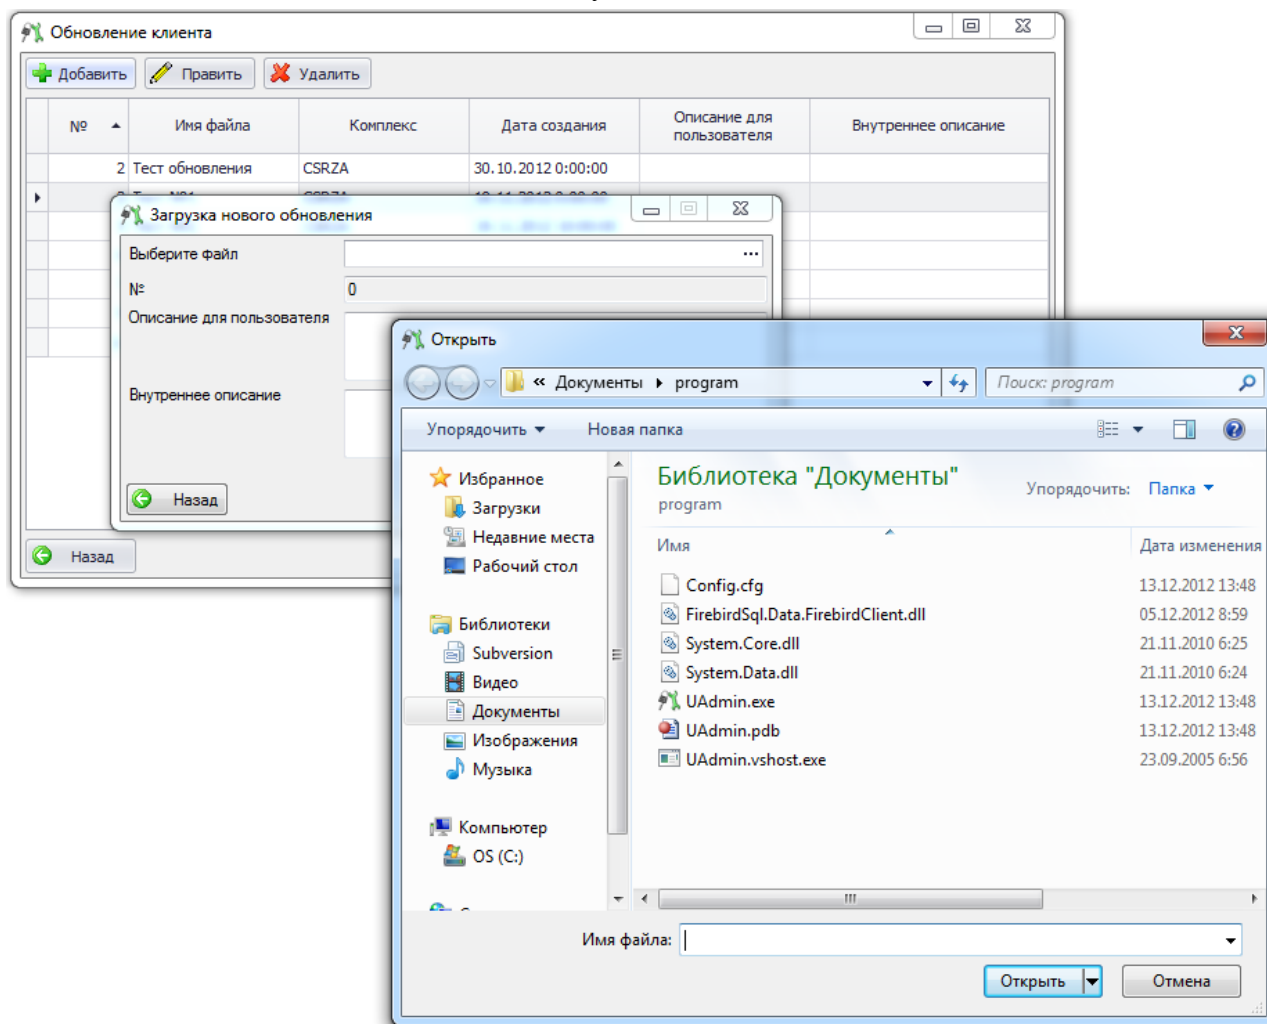 Обновление клиента
Добавить Править Удалить
№ Имя файла Комплекс Дата создания Описание для пользователя Внутреннее описание
2 Тест обновления CSRZA 30.10.2012 0:00:00
Загрузка нового обновления
Выберите файл ...
№ 0
Описание для пользователя
Внутреннее описание
Назад
Назад
Открыть
« Документы program
Поиск: program
Упорядочить Новая папка
Избранное
Загрузки
Недавние места
Рабочий стол
Библиотеки
Subversion
Видео
Документы
Изображения
Музыка
Компьютер
OS (C:)
Библиотека "Документы"
program
Упорядочить: Папка
Имя Дата изменения
Config.cfg 13.12.2012 13:48
FirebirdSql.Data.FirebirdClient.dll 05.12.2012 8:59
System.Core.dll 21.11.2010 6:25
System.Data.dll 21.11.2010 6:24
UAdmin.exe 13.12.2012 13:48
UAdmin.pdb 13.12.2012 13:48
UAdmin.vshost.exe 23.09.2005 6:56
Имя файла:
Открыть Отмена